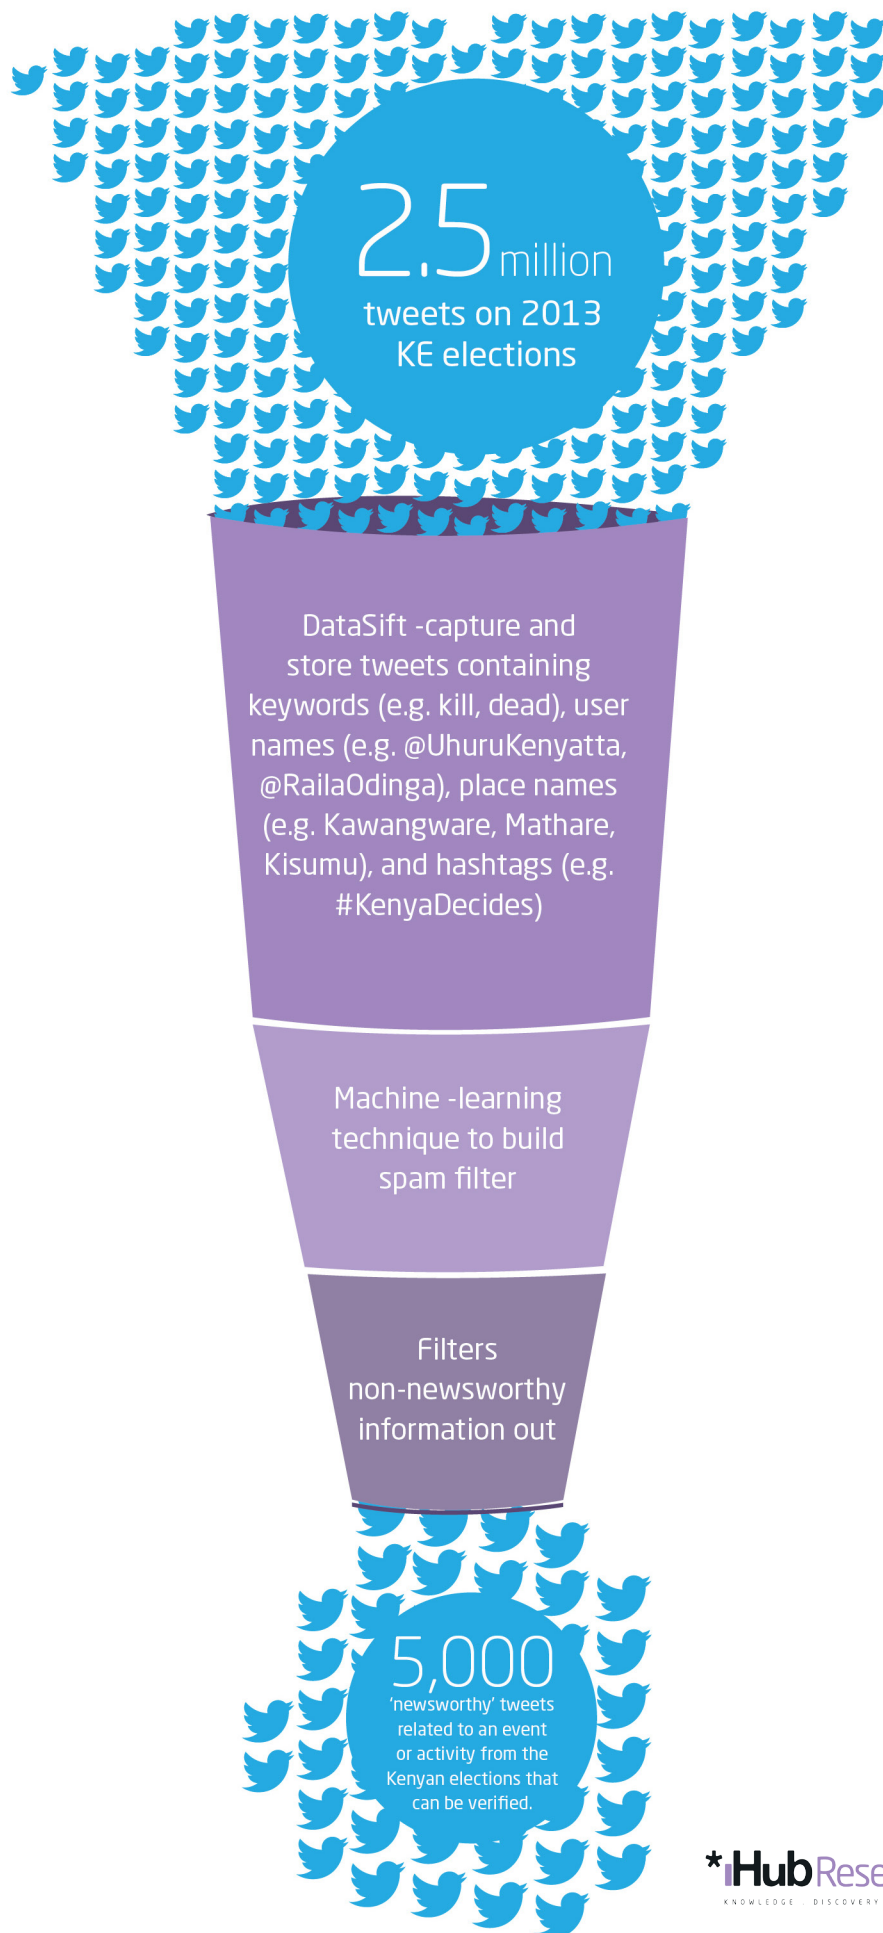 2.5 million
tweets on 2013
KE elections
DataSift -capture and
store tweets containing
keywords (e.g. kill, dead), user
names (e.g. @UhuruKenyatta,
@RailaOdinga), place names
(e.g. Kawangware, Mathare,
Kisumu), and hashtags (e.g.
#KenyaDecides)
Machine -learning
technique to build
spam filter
Filters
non-newsworthy
information out
5,000
'newsworthy' tweets
related to an event
or activity from the
Kenyan elections that
can be verified.
*iHub Rese
KNOWLEDGE . DISCOVERY